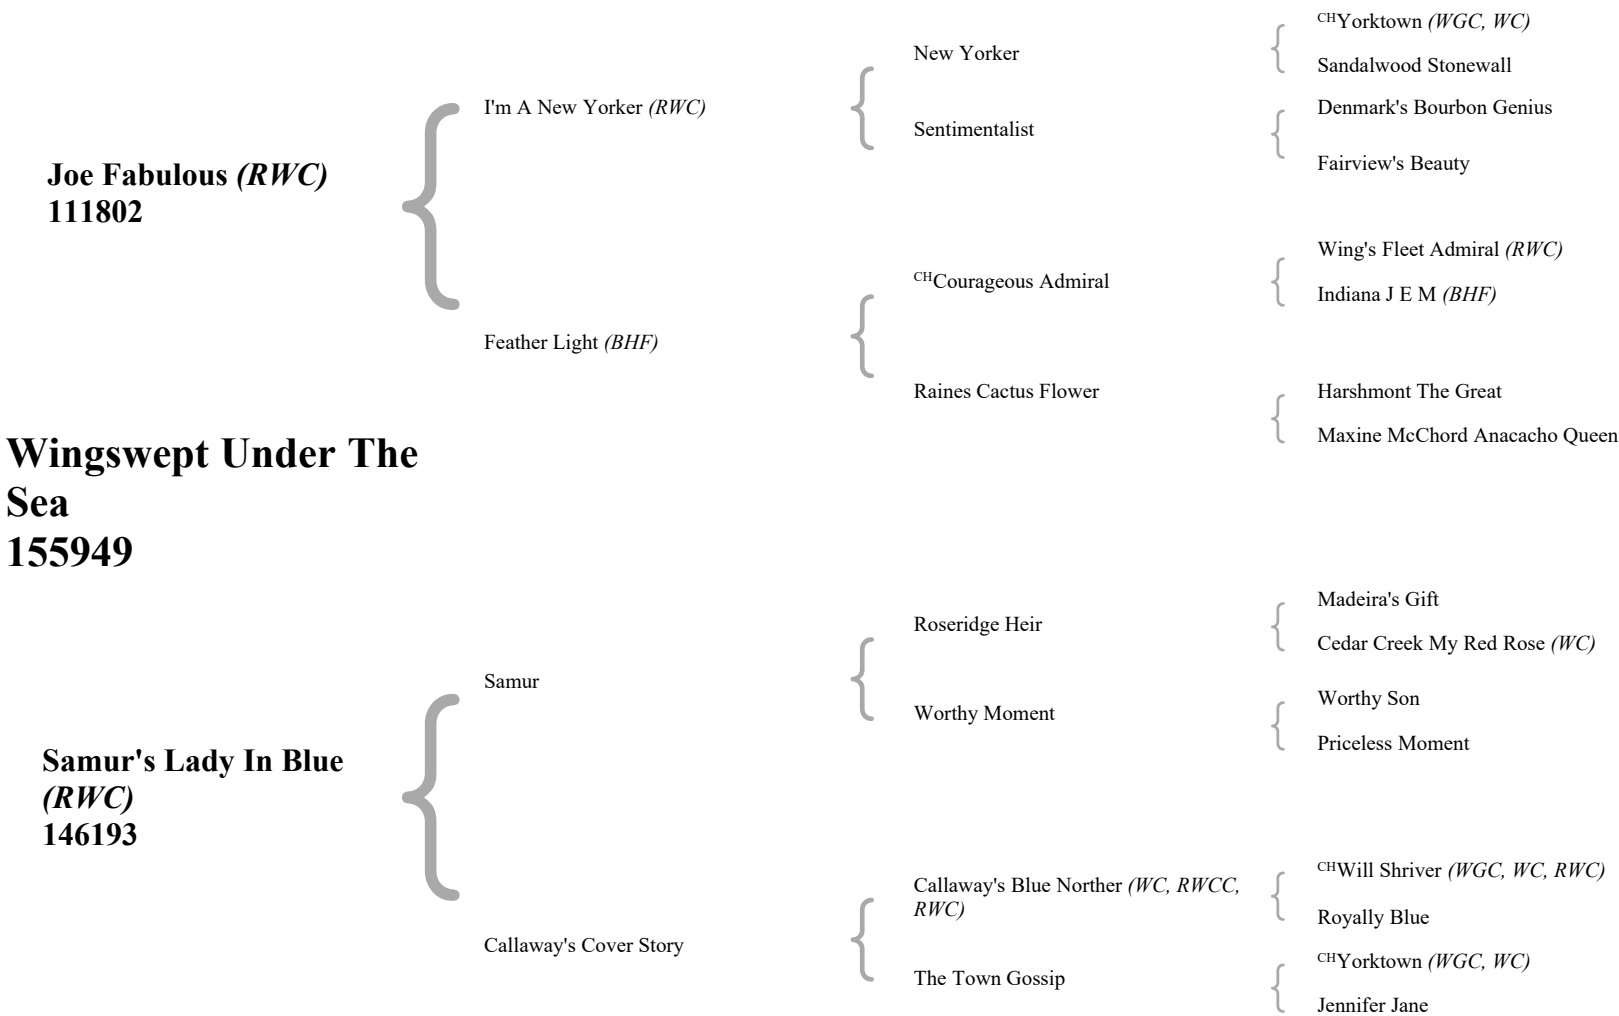 CHYorktown (WGC, WC)
New Yorker
Sandalwood Stonewall
I'm A New Yorker (RWC)
Denmark's Bourbon Genius
Sentimentalist
Fairview's Beauty
Joe Fabulous (RWC)
111802
Wing's Fleet Admiral (RWC)
CHCourageous Admiral
Indiana J E M (BHF)
Feather Light (BHF)
Raines Cactus Flower
Harshmont The Great
Maxine McChord Anacacho Queen
Wingswept Under The
Sea
155949
Madeira's Gift
Roseridge Heir
Cedar Creek My Red Rose (WC)
Samur
Worthy Son
Worthy Moment
Priceless Moment
Samur's Lady In Blue
(RWC)
146193
CHWill Shriver (WGC, WC, RWC)
Callaway's Blue Norther (WC, RWCC,
RWC)
Royally Blue
Callaway's Cover Story
CHYorktown (WGC, WC)
The Town Gossip
Jennifer Jane